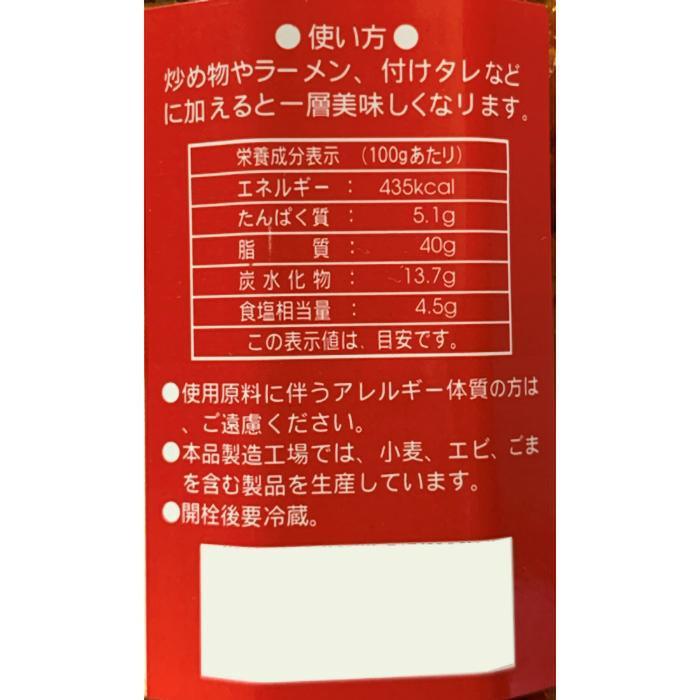 ●使い方●
炒め物やラーメン、付けタレなど
に加えると一層美味しくなります。
栄養成分表示 (100gあたり)
エネルギー : 435kcal
たんぱく質 : 5.1g
脂質 : 40g
炭水化物 : 13.7g
食塩相当量 : 4.5g
この表示値は、目安です。
●使用原料に伴うアレルギー体質の方は
、ご遠慮ください。
●本品製造工場では、小麦、エビ、ごま
を含む製品を生産しています。
●開栓後要冷蔵。